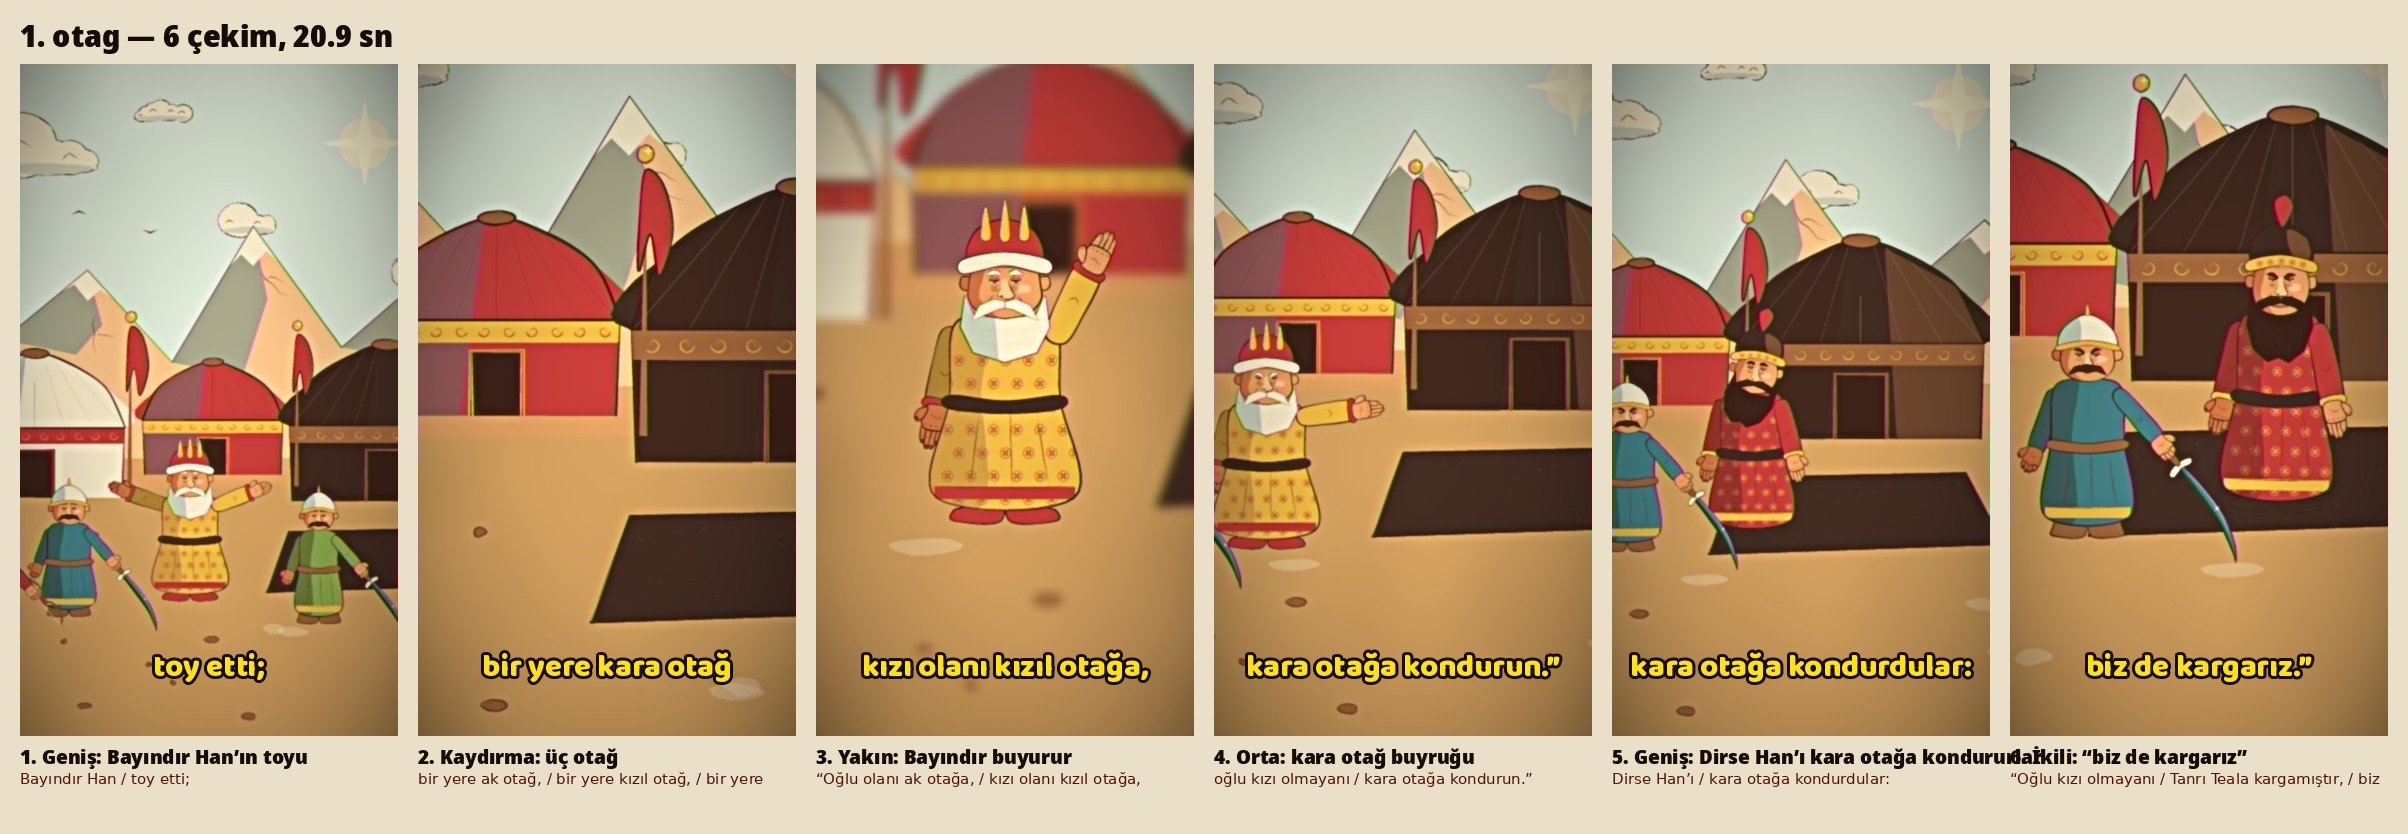 1. otag — 6 çekim, 20.9 sn
toy etti;
bir yere kara otağ
kızı olanı kızıl otağa,
kara otağa kondurun.”
kara otağa kondurdular:
biz de kargarız.”
1. Geniş: Bayındır Han’ın toyu
Bayındır Han / toy etti;
2. Kaydırma: üç otağ
bir yere ak otağ, / bir yere kızıl otağ, / bir yere
3. Yakın: Bayındır buyurur
“Oğlu olanı ak otağa, / kızı olanı kızıl otağa,
4. Orta: kara otağ buyruğu
oğlu kızı olmayanı / kara otağa kondurun.”
5. Geniş: Dirse Han’ı kara otağa kondurur
Dirse Han’ı / kara otağa kondurdular:
“biz de kargarız”
“Oğlu kızı olmayanı / Tanrı Teala kargamıştır, / biz